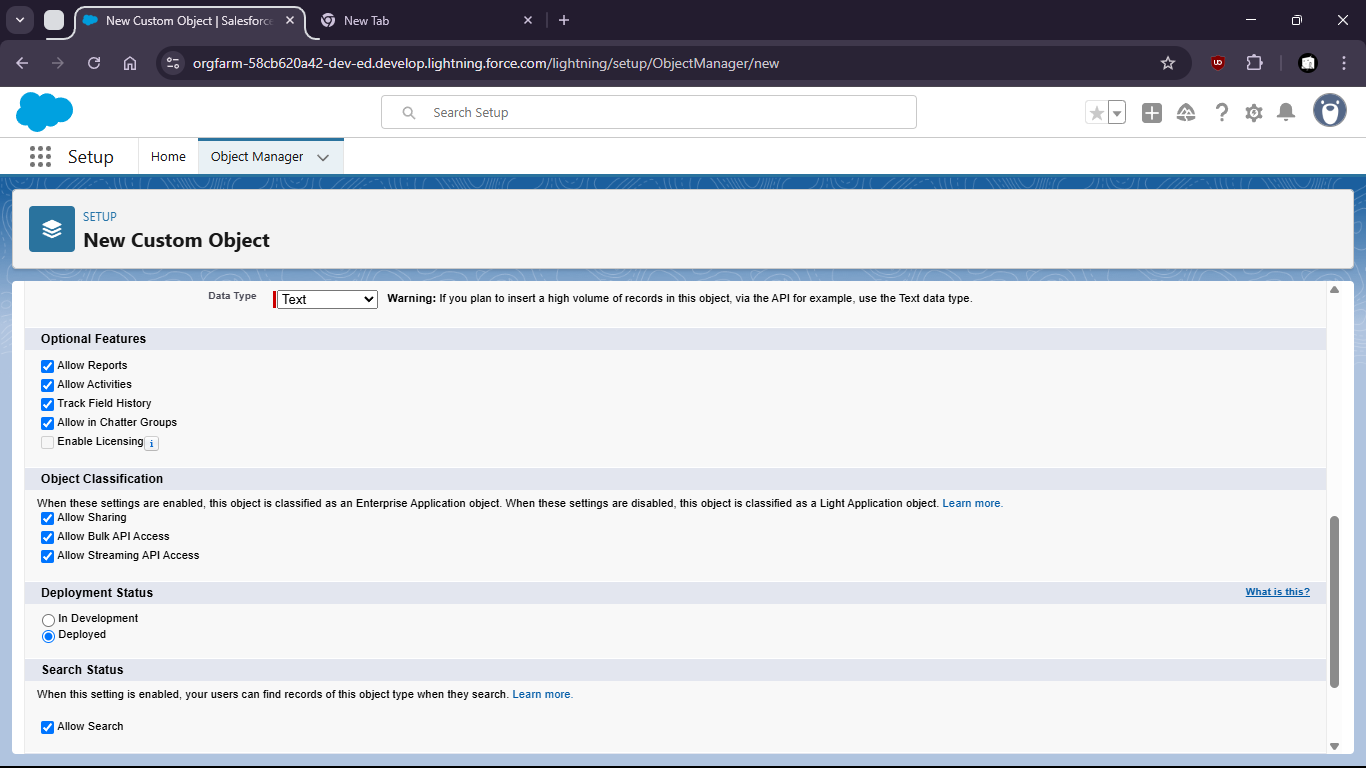 New Custom Object | Salesforce
New Tab
orgfarm-58cb620a42-dev-ed.develop.lightning.force.com/lightning/setup/ObjectManager/new
Search Setup
Setup
Home
Object Manager
SETUP
New Custom Object
Data Type
Text
Warning: If you plan to insert a high volume of records in this object, via the API for example, use the Text data type.
Optional Features
Allow Reports
Allow Activities
Track Field History
Allow in Chatter Groups
Enable Licensing i
Object Classification
When these settings are enabled, this object is classified as an Enterprise Application object. When these settings are disabled, this object is classified as a Light Application object. Learn more.
Allow Sharing
Allow Bulk API Access
Allow Streaming API Access
Deployment Status
What is this?
In Development
Deployed
Search Status
When this setting is enabled, your users can find records of this object type when they search. Learn more.
Allow Search